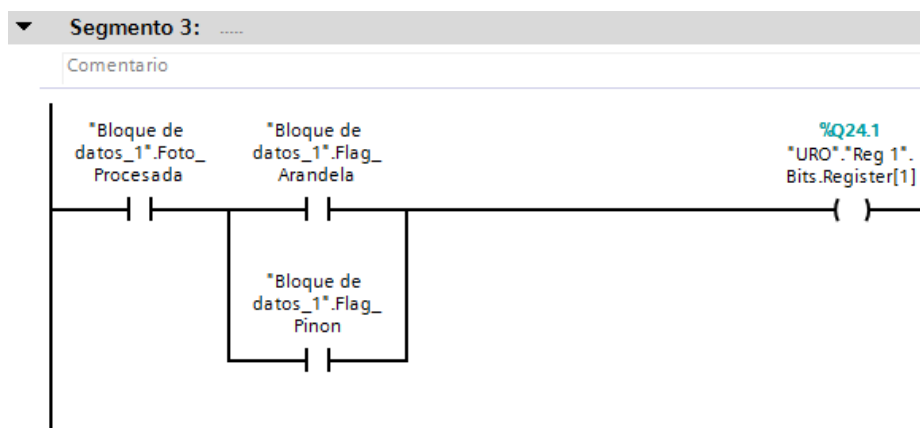 Segmento 3: .....
Comentario
"Bloque de
datos_1".Foto_
Procesada
"Bloque de
datos_1".Flag_
Arandela
%Q24.1
"URO"."Reg 1".
Bits.Register[1]
"Bloque de
datos_1".Flag_
Pinon